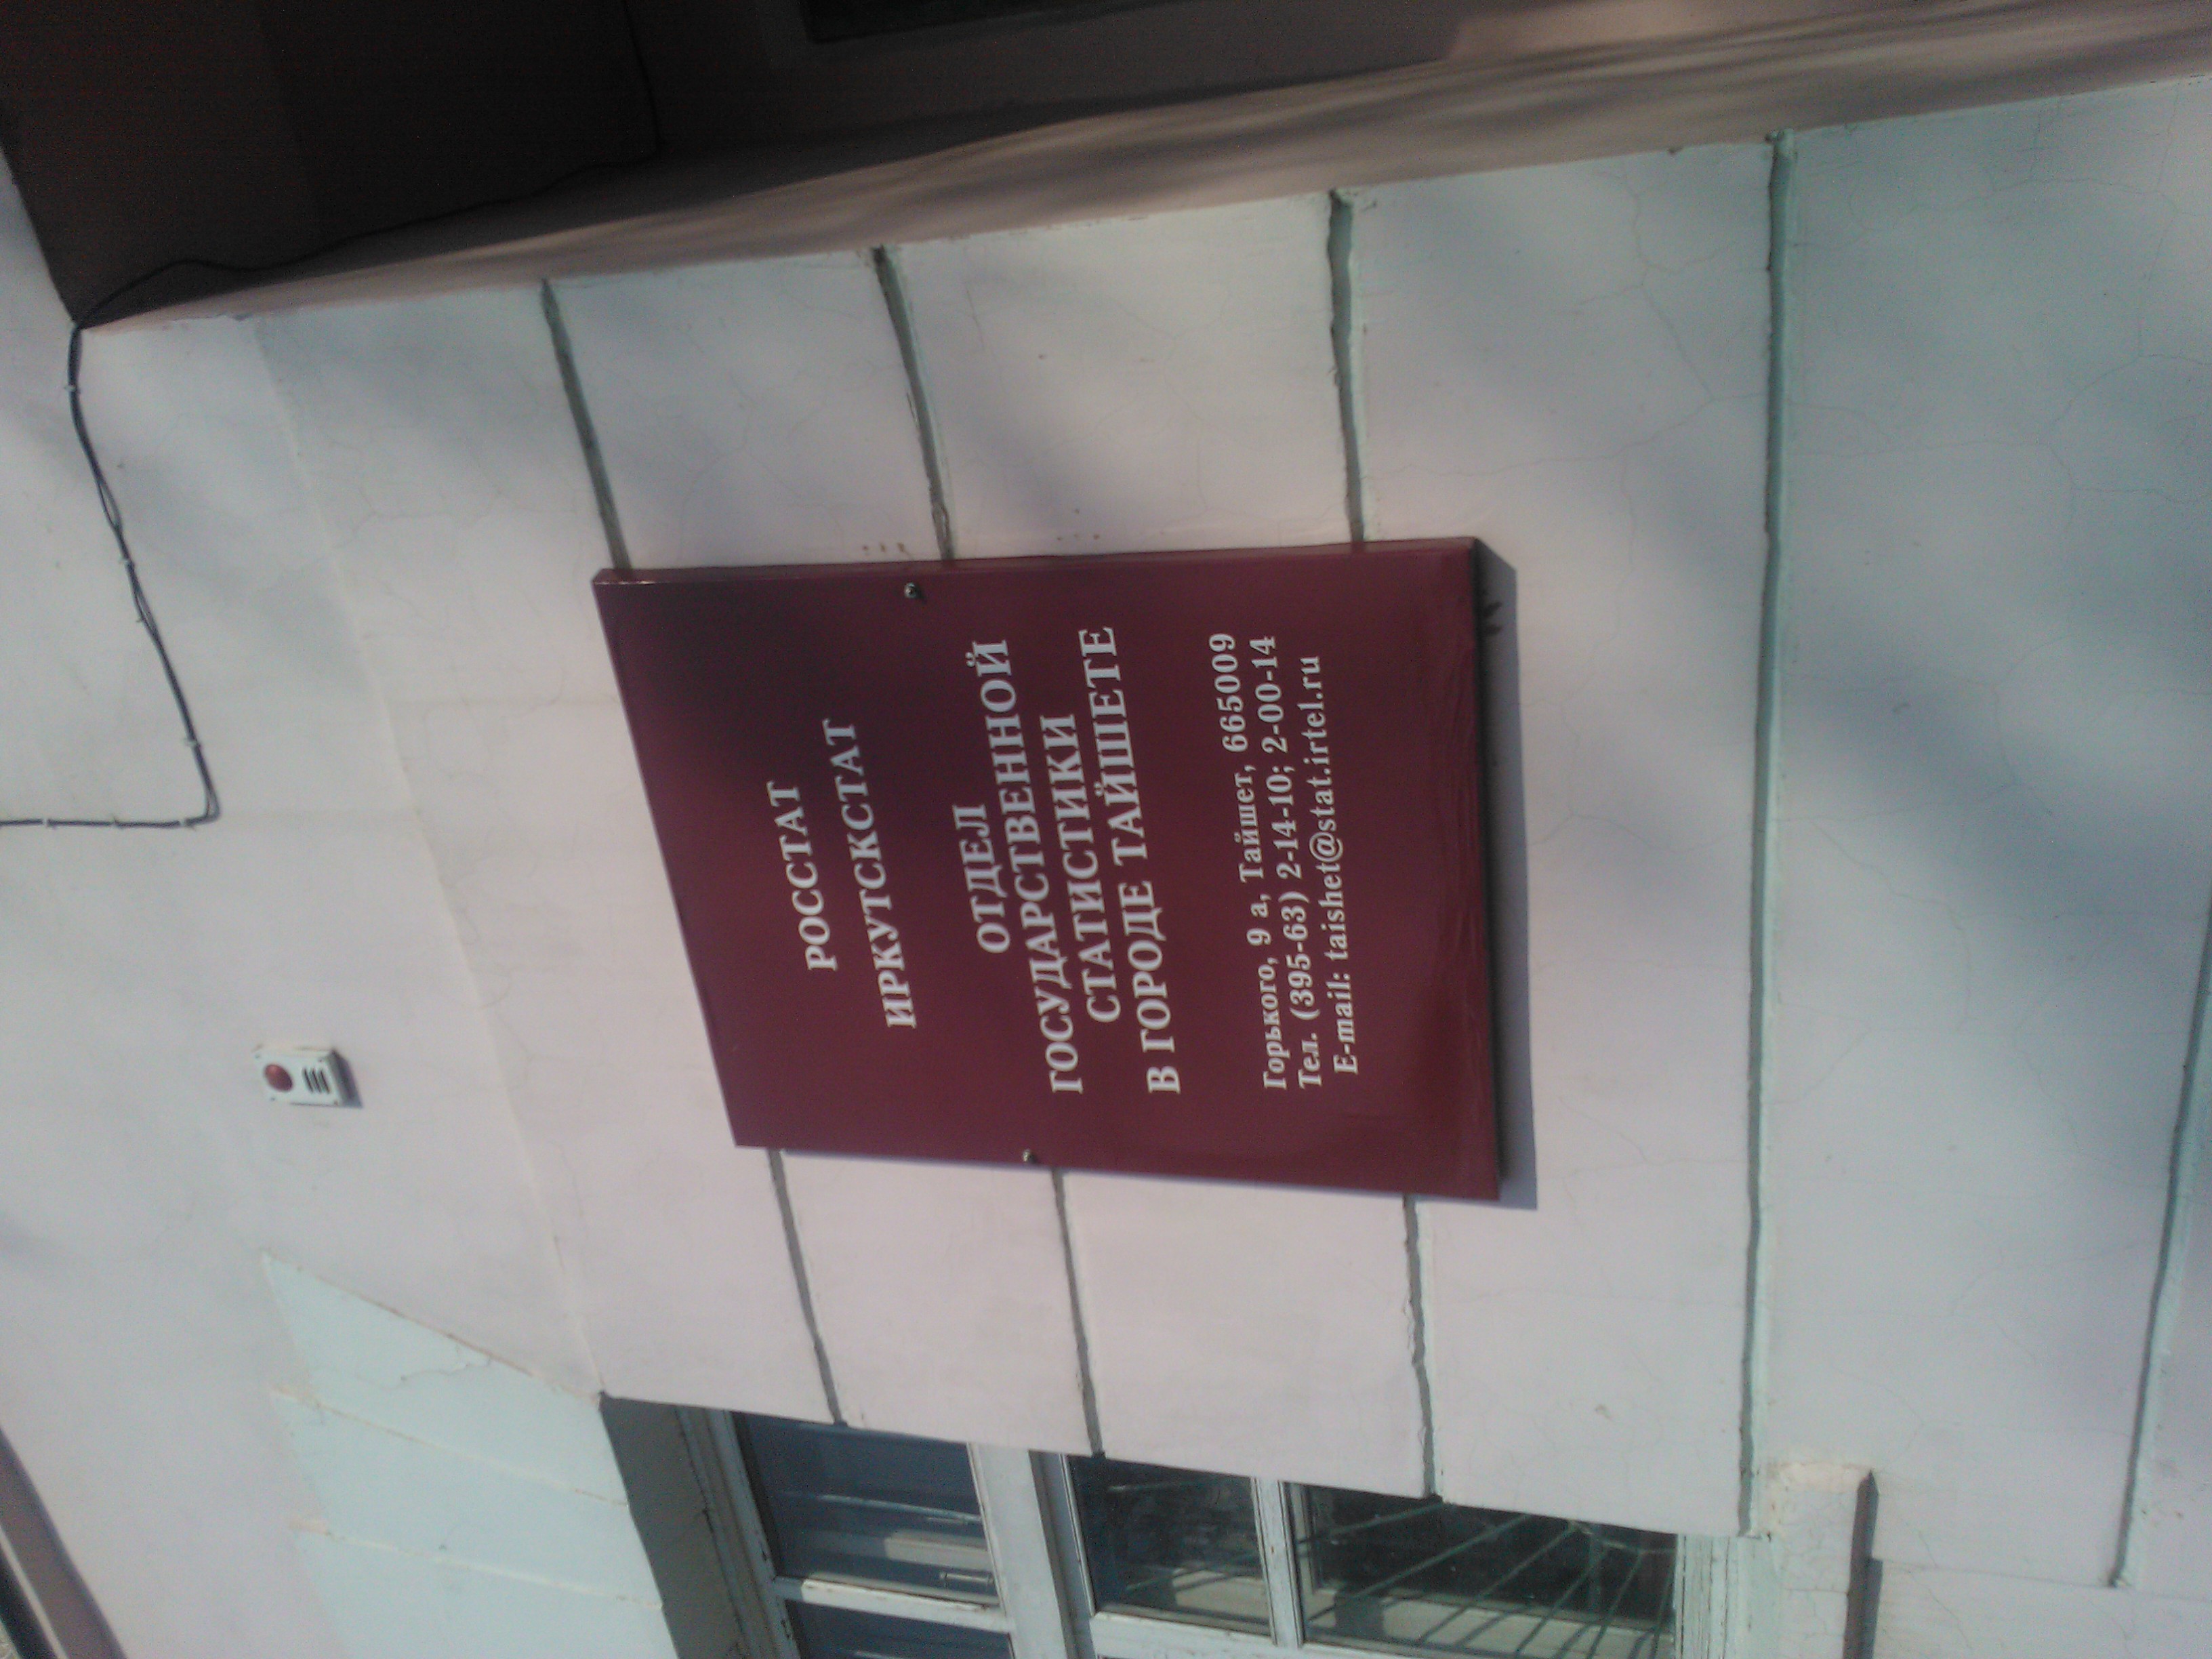 РОССТАТ
ИРКУТСКСТАТ
ОТДЕЛ
ГОСУДАРСТВЕННОЙ
СТАТИСТИКИ
В ГОРОДЕ ТАЙШЕТЕ
Горького, 9 а, Тайшет, 665009
Тел. (395-63) 2-14-10; 2-00-14
E-mail: taishet@stat.irtel.ru